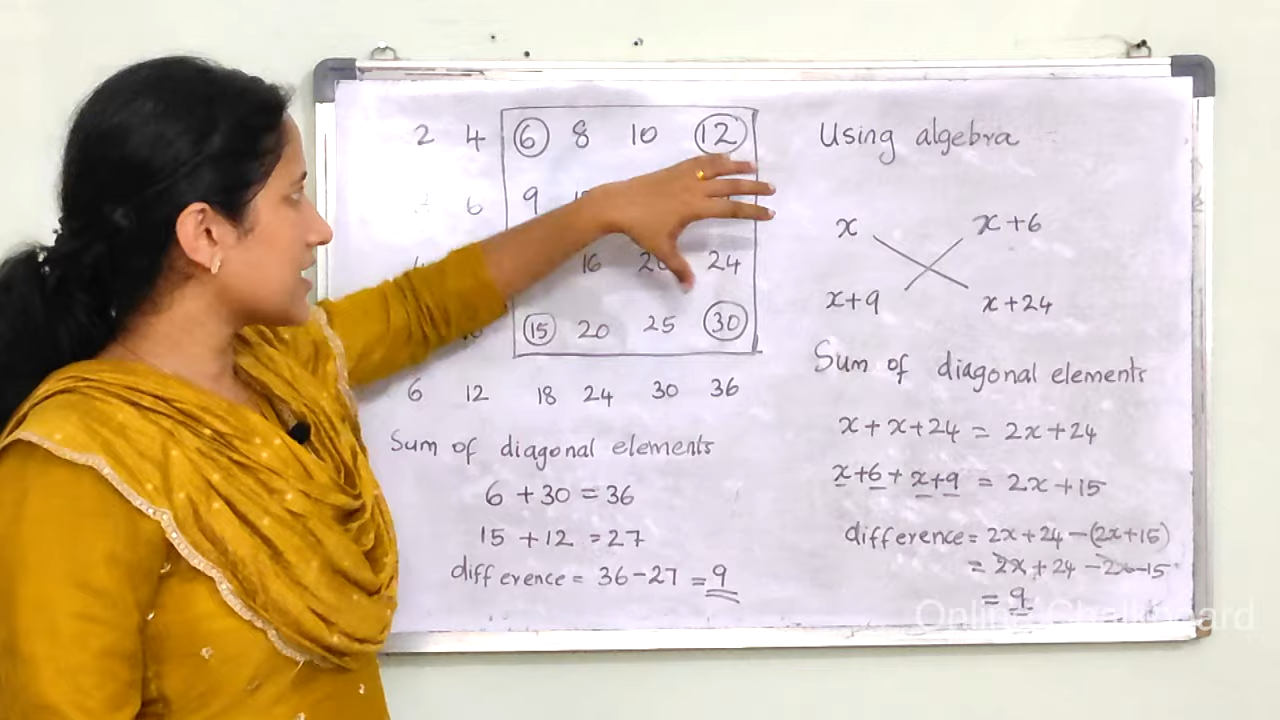 2 4 6 8 10 12
6 9
16 20 24
15 20 25 30
6 12 18 24 30 36
Sum of diagonal elements
6 + 30 = 36
15 + 12 = 27
difference = 36 - 27 = 9
Using algebra
x x+6
x+9 x+24
Sum of diagonal elements
x + x + 24 = 2x + 24
x+6 + x+9 = 2x + 15
difference = 2x + 24 - (2x+15)
= 2x + 24 - 2x - 15
= 9
Online Chalkboard